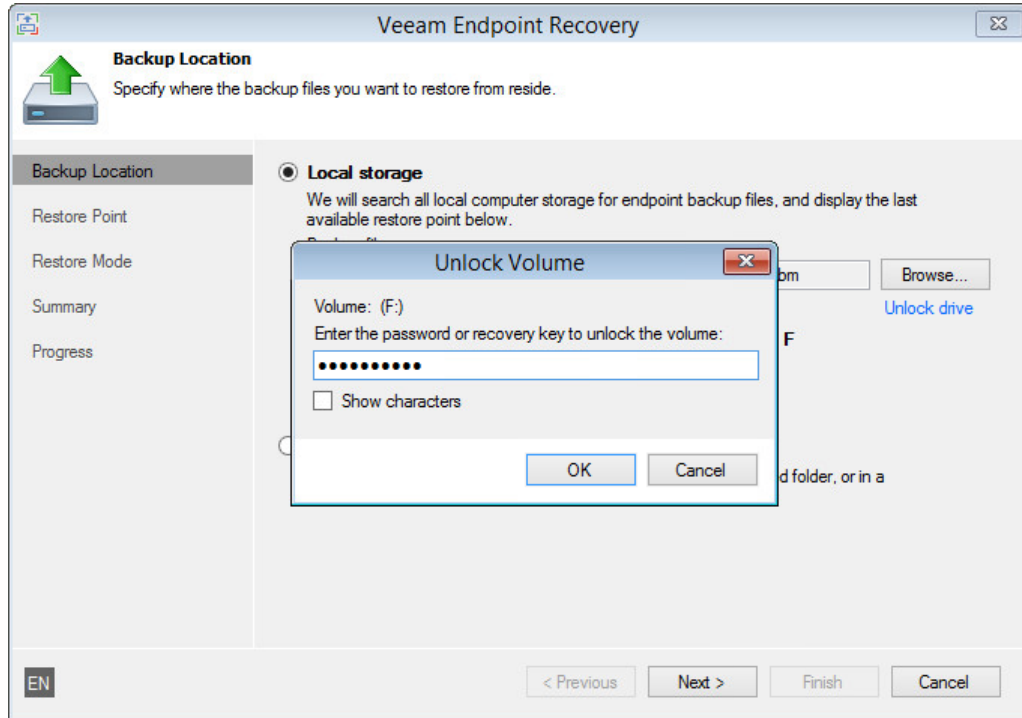 Veeam Endpoint Recovery
Backup Location
Specify where the backup files you want to restore from reside.
Backup Location
Restore Point
Restore Mode
Summary
Progress
Local storage
We will search all local computer storage for endpoint backup files, and display the last
available restore point below.
bm
Browse...
Unlock drive
F
Unlock Volume
Volume: (F:)
Enter the password or recovery key to unlock the volume:
●●●●●●●●●●
Show characters
OK
Cancel
d folder, or in a
EN
< Previous
Next >
Finish
Cancel